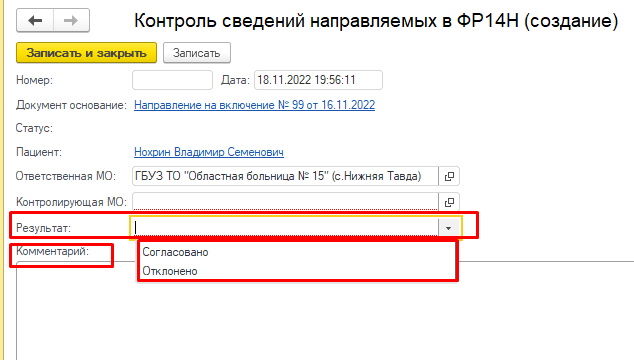 Контроль сведений направляемых в ФР14Н (создание)
Записать и закрыть Записать
Номер: Дата: 18.11.2022 19:56:11
Документ основание: Направление на включение № 99 от 16.11.2022
Статус:
Пациент: Нохрин Владимир Семенович
Ответственная МО: ГБУЗ ТО "Областная больница № 15" (с.Нижняя Тавда)
Контролирующая МО:
Результат:
Комментарий: Согласовано
Отклонено